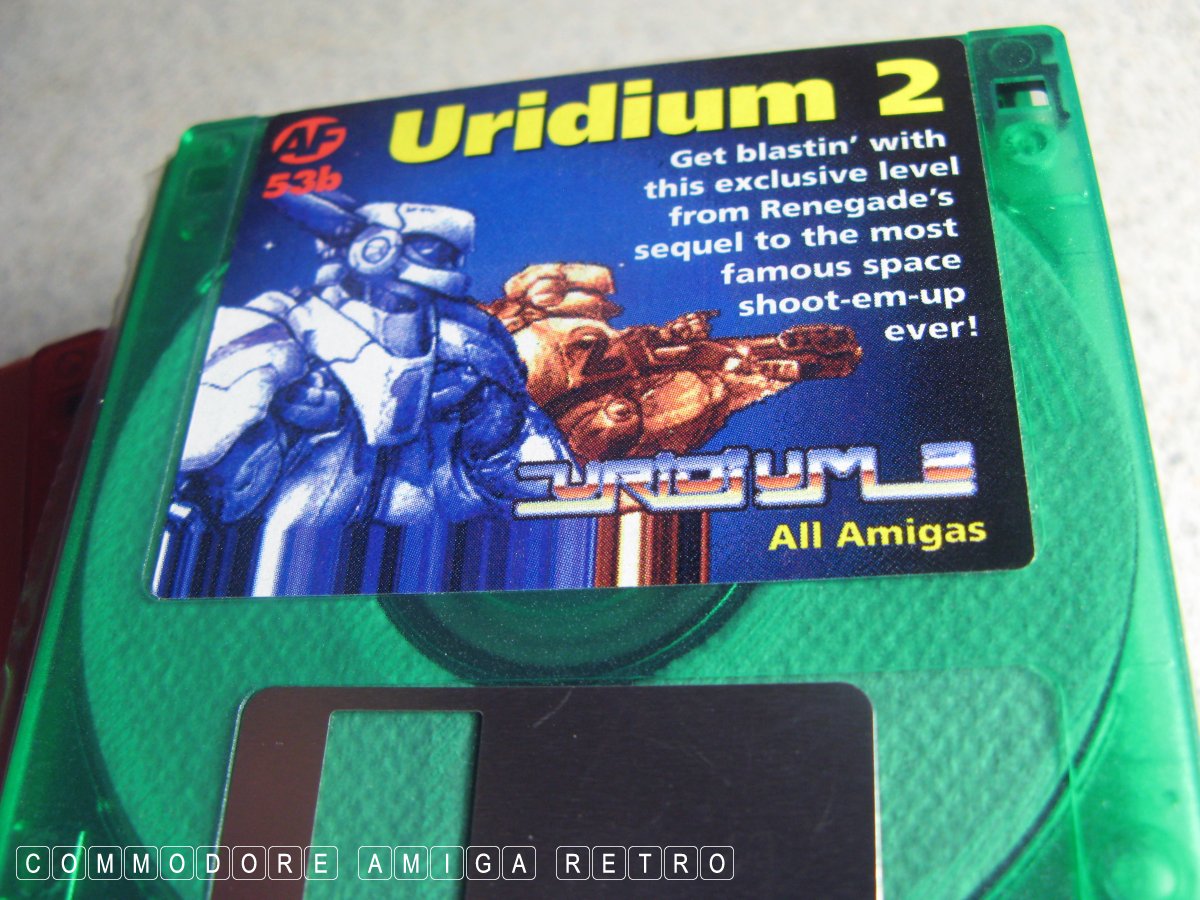 AF
53b
Uridium 2
Get blastin' with
this exclusive level
from Renegade's
sequel to the most
famous space
shoot-em-up
ever!
2
URIDIUM 2
All Amigas
COMMODORE AMIGA RETRO